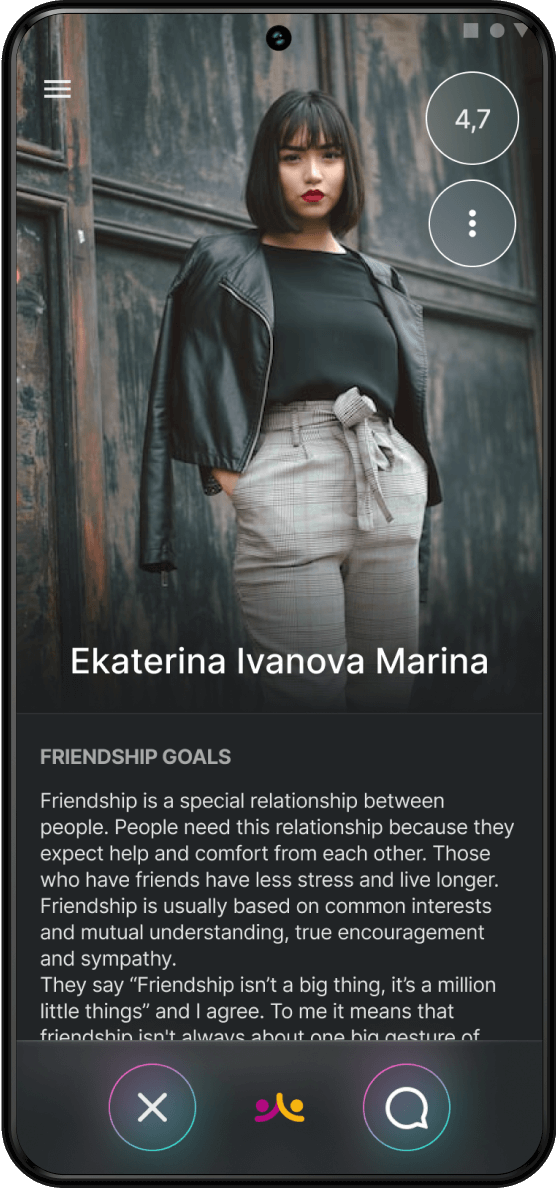 4,7
Ekaterina Ivanova Marina
FRIENDSHIP GOALS
Friendship is a special relationship between
people. People need this relationship because they
expect help and comfort from each other. Those
who have friends have less stress and live longer.
Friendship is usually based on common interests
and mutual understanding, true encouragement
and sympathy.
They say “Friendship isn’t a big thing, it’s a million
little things” and I agree. To me it means that
friendship isn't always about one big gesture of